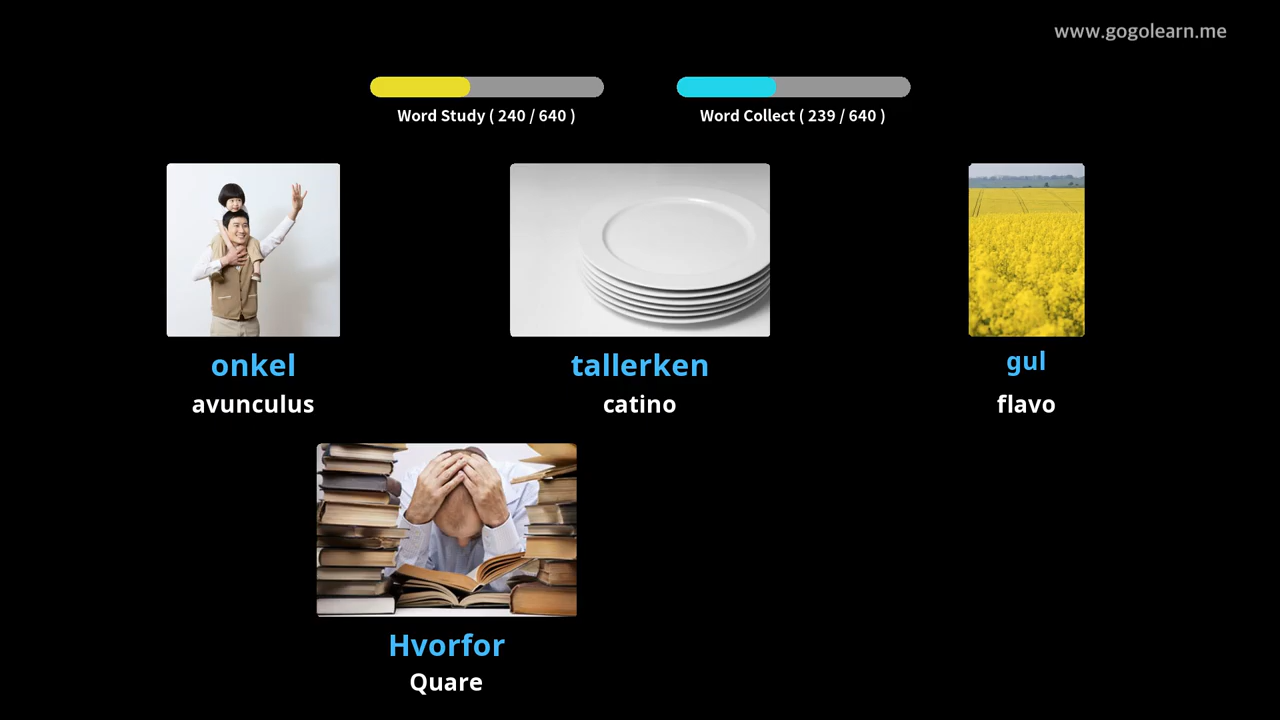 www.gogolearn.me
Word Study ( 240 / 640 )
Word Collect ( 239 / 640 )
onkel
avunculus
tallerken
catino
gul
flavo
Hvorfor
Quare